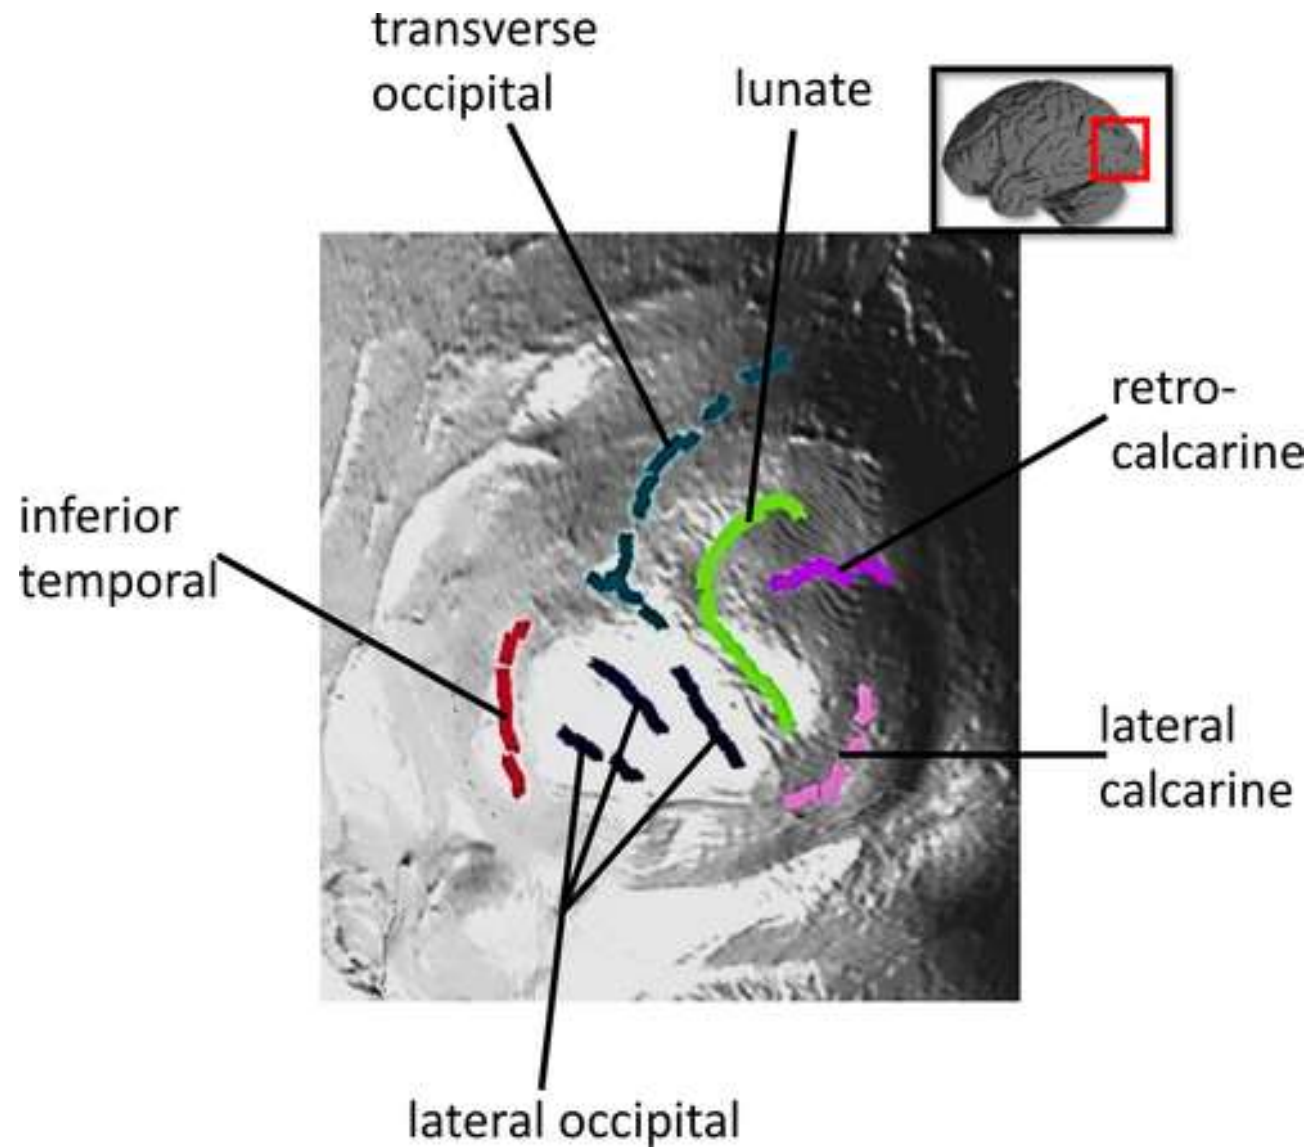 transverse
occipital
lunate
retro-
calcarine
inferior
temporal
lateral
calcarine
lateral occipital